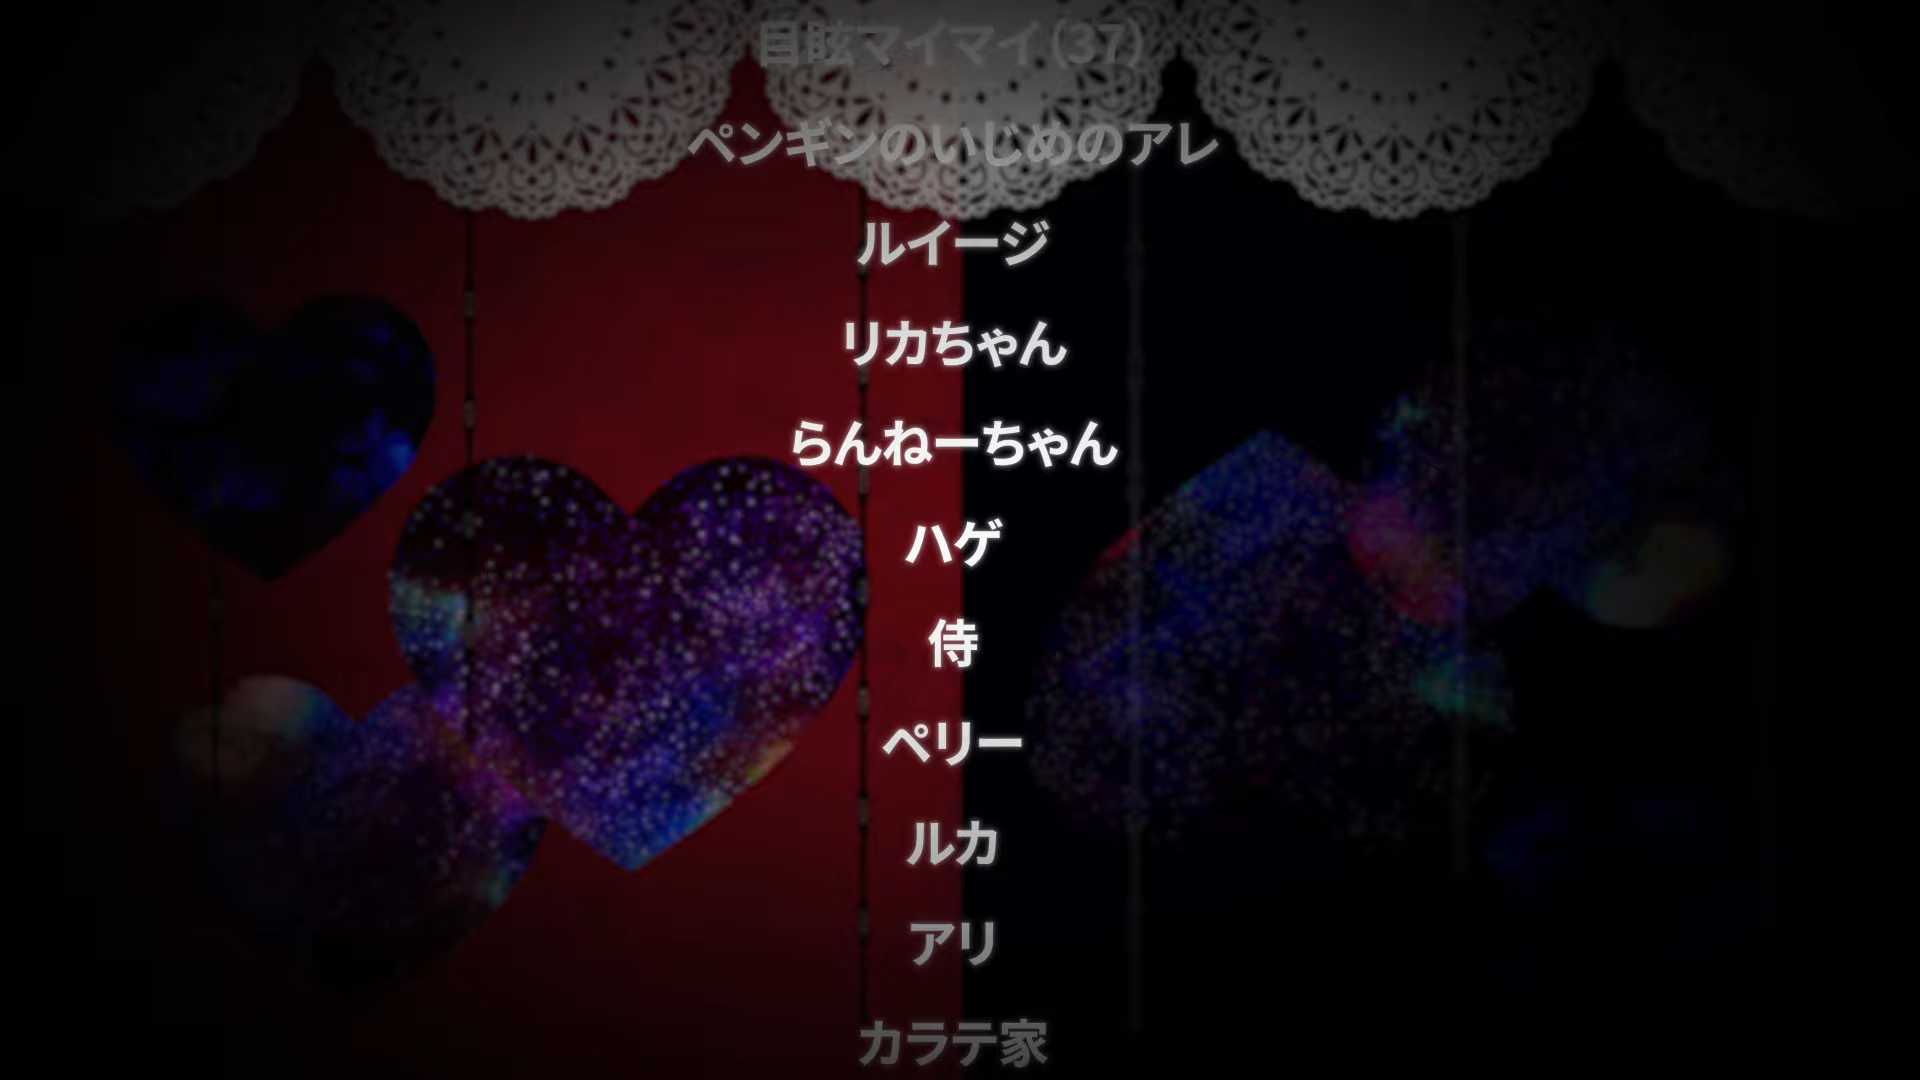 目眩マイマイ(37)
ペンギンのいじめのアレ
ルイージ
リカちゃん
らんねーちゃん
ハゲ
侍
ペリー
ルカ
アリ
カラテ家